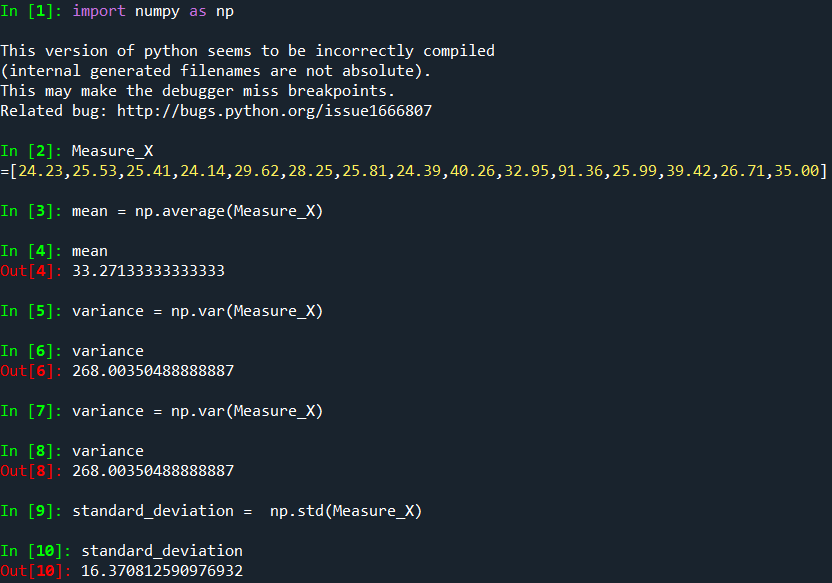 In [1]: import numpy as np
This version of python seems to be incorrectly compiled
(internal generated filenames are not absolute).
This may make the debugger miss breakpoints.
Related bug: http://bugs.python.org/issue1666807
In [2]: Measure_X
=[24.23,25.53,25.41,24.14,29.62,28.25,25.81,24.39,40.26,32.95,91.36,25.99,39.42,26.71,35.00]
In [3]: mean = np.average(Measure_X)
In [4]: mean
Out[4]: 33.27133333333333
In [5]: variance = np.var(Measure_X)
In [6]: variance
Out[6]: 268.00350488888887
In [7]: variance = np.var(Measure_X)
In [8]: variance
Out[8]: 268.00350488888887
In [9]: standard_deviation =  np.std(Measure_X)
In [10]: standard_deviation
Out[10]: 16.370812590976932